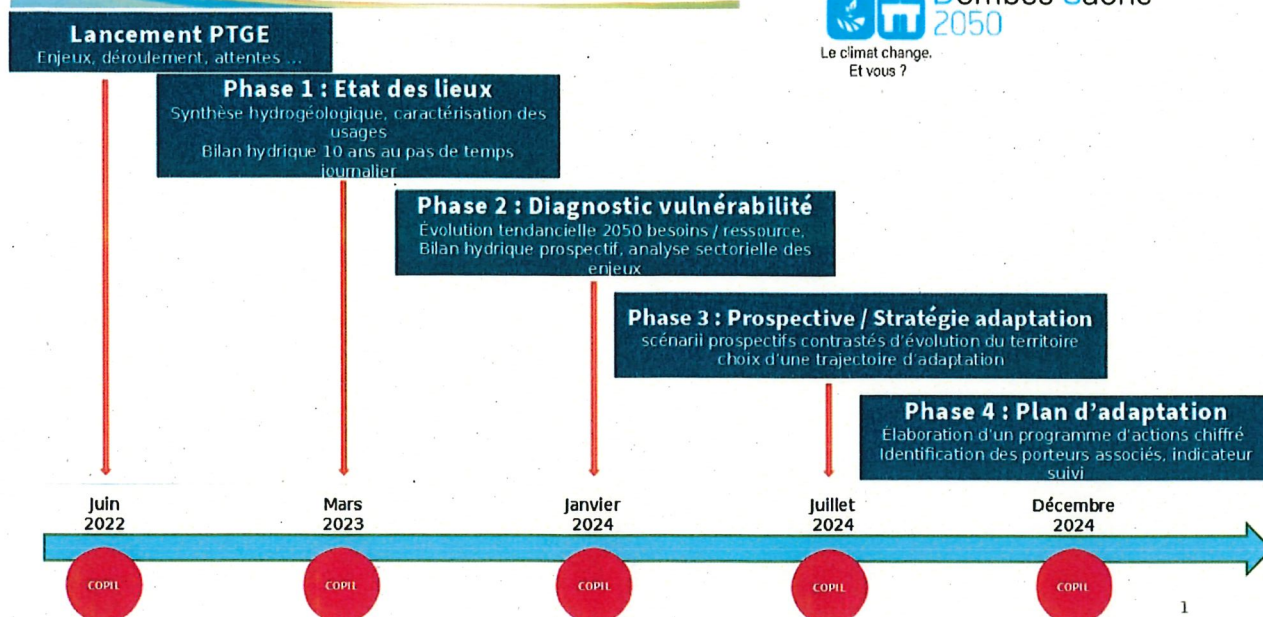 Dombes Saône
2050
Le climat change.
Et vous ?
Lancement PTGE
Enjeux, déroulement, attentes ...
Phase 1 : Etat des lieux
Synthèse hydrogéologique, caractérisation des
usages
Bilan hydrique 10 ans au pas de temps
journalier
Phase 2 : Diagnostic vulnérabilité
Évolution tendancielle 2050 besoins / ressource,
Bilan hydrique prospectif, analyse sectorielle des
enjeux
Phase 3 : Prospective / Stratégie adaptation
scénarii prospectifs contrastés d'évolution du territoire
choix d'une trajectoire d'adaptation
Phase 4 : Plan d'adaptation
Élaboration d'un programme d'actions chiffré
Identification des porteurs associés, indicateur
suivi
Juin
2022
Mars
2023
Janvier
2024
Juillet
2024
Décembre
2024
COPIL
COPIL
COPIL
COPIL
COPIL
1